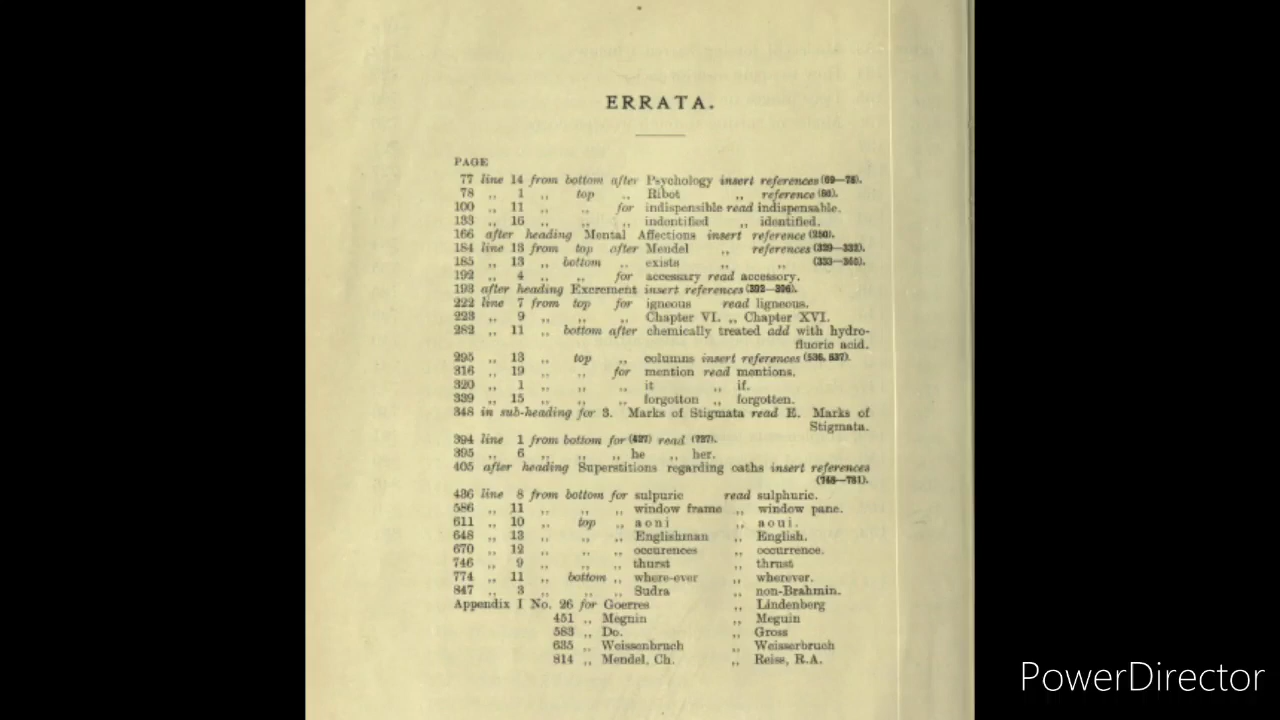 ERRATA.
PAGE
77 line 14 from bottom after Psychology insert references (69—78).
78 ,, 1 ,, top ,, Ribot ,, reference
100 ,, 11 ,, ,, for indispensible read indispensable.
133 ,, 16 ,, ,, ,, indentified ,, identified.
166 after heading Mental Affections insert reference (250).
184 line 13 from top after Mendel ,, references (329—332).
185 ,, 13 ,, bottom ,, exists ,, ,,
192 ,, 4 ,, ,, for accessary read accessory.
193 after heading Excrement insert references (392—396).
222 line 7 from top for igneous read ligneous.
223 ,, 9 ,, ,, ,, Chapter VI. ,, Chapter XVI.
282 ,, 11 ,, bottom after chemically treated add with hydro-
fluoric acid.
295 ,, 13 ,, top ,, columns insert references (536, 537).
316 ,, 19 ,, ,, for mention read mentions.
320 ,, 1 ,, ,, ,, it ,, if.
339 ,, 15 ,, ,, ,, forgotton ,, forgotten.
348 in sub-heading for 3. Marks of Stigmata read E. Marks of
Stigmata.
394 line 1 from bottom for read (727).
395 ,, 6 ,, ,, ,, he ,, her.
405 after heading Superstitions regarding oaths insert references
436 line 8 from bottom for sulpuric read sulphuric.
586 ,, 11 ,, ,, ,, window frame ,, window pane.
611 ,, 10 ,, top ,, aoni ,, aoui.
648 ,, 13 ,, ,, ,, Englishman ,, English.
670 ,, 12 ,, ,, ,, occurences ,, occurrence.
746 ,, 9 ,, ,, ,, thurst ,, thrust
774 ,, 11 ,, bottom ,, where-ever ,, wherever.
847 ,, 3 ,, ,, ,, Sudra ,, non-Brahmin.
Appendix I No. 26 for Goerres ,, Lindenberg
451 ,, Megnin ,, Meguin
583 ,, Do. ,, Gross
635 ,, Weissenbruch ,, Weisserbruch
814 ,, Mendel, Ch. ,, Reiss, R.A.
PowerDirector